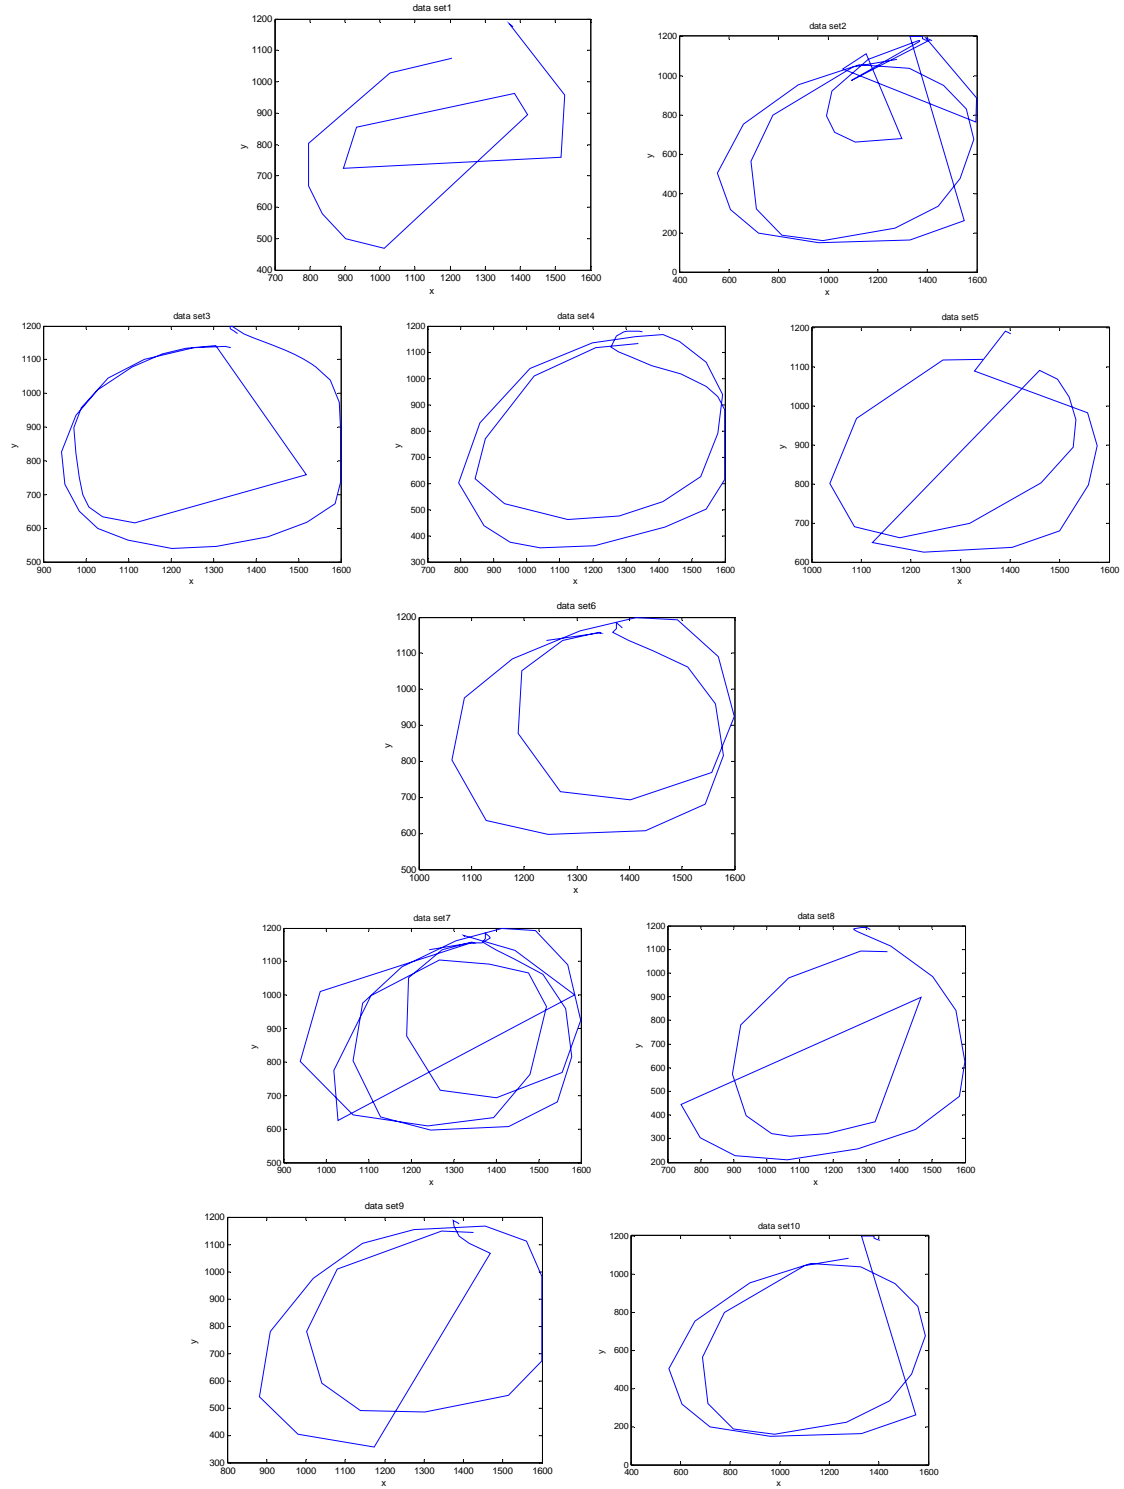 data set1
1200
1100
1000
900
800
700
600
500
400
700 800 900 1000 1100 1200 1300 1400 1500 1600
x
y
data set2
1200
1000
800
600
400
200
0
400 600 800 1000 1200 1400 1600
x
y
data set3
1200
1100
1000
900
800
700
600
500
900 1000 1100 1200 1300 1400 1500 1600
x
y
data set4
1200
1100
1000
900
800
700
600
500
400
300
700 800 900 1000 1100 1200 1300 1400 1500 1600
x
y
data set5
1200
1100
1000
900
800
700
600
1000 1100 1200 1300 1400 1500 1600
x
y
data set6
1200
1100
1000
900
800
700
600
500
1000 1100 1200 1300 1400 1500 1600
x
y
data set7
1200
1100
1000
900
800
700
600
500
900 1000 1100 1200 1300 1400 1500 1600
x
y
data set8
1200
1100
1000
900
800
700
600
500
400
300
200
700 800 900 1000 1100 1200 1300 1400 1500 1600
x
y
data set9
1200
1100
1000
900
800
700
600
500
400
300
800 900 1000 1100 1200 1300 1400 1500 1600
x
y
data set10
1200
1000
800
600
400
200
0
400 600 800 1000 1200 1400 1600
x
y